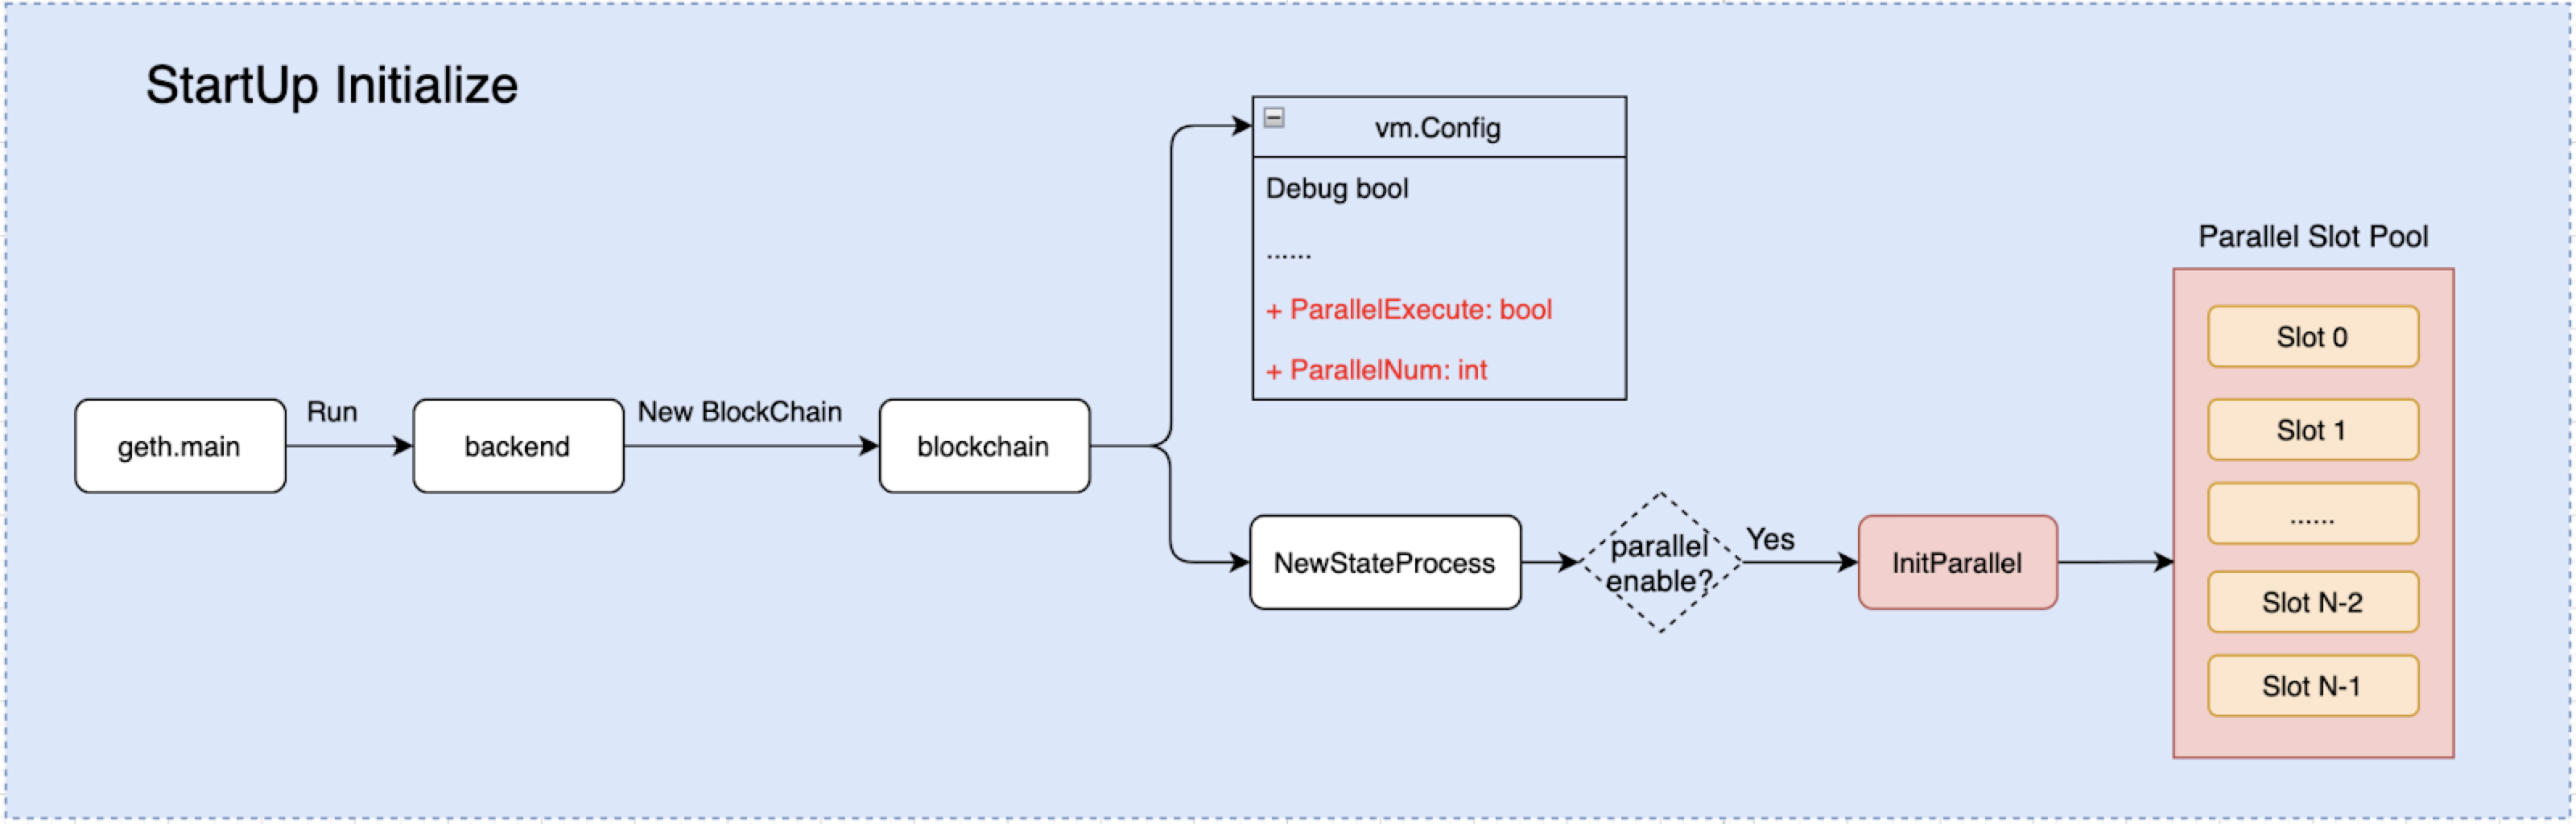 StartUp Initialize
vm.Config
Debug bool
......
+ ParallelExecute: bool
+ ParallelNum: int
geth.main
Run
backend
New BlockChain
blockchain
NewStateProcess
parallel
enable?
Yes
InitParallel
Parallel Slot Pool
Slot 0
Slot 1
......
Slot N-2
Slot N-1